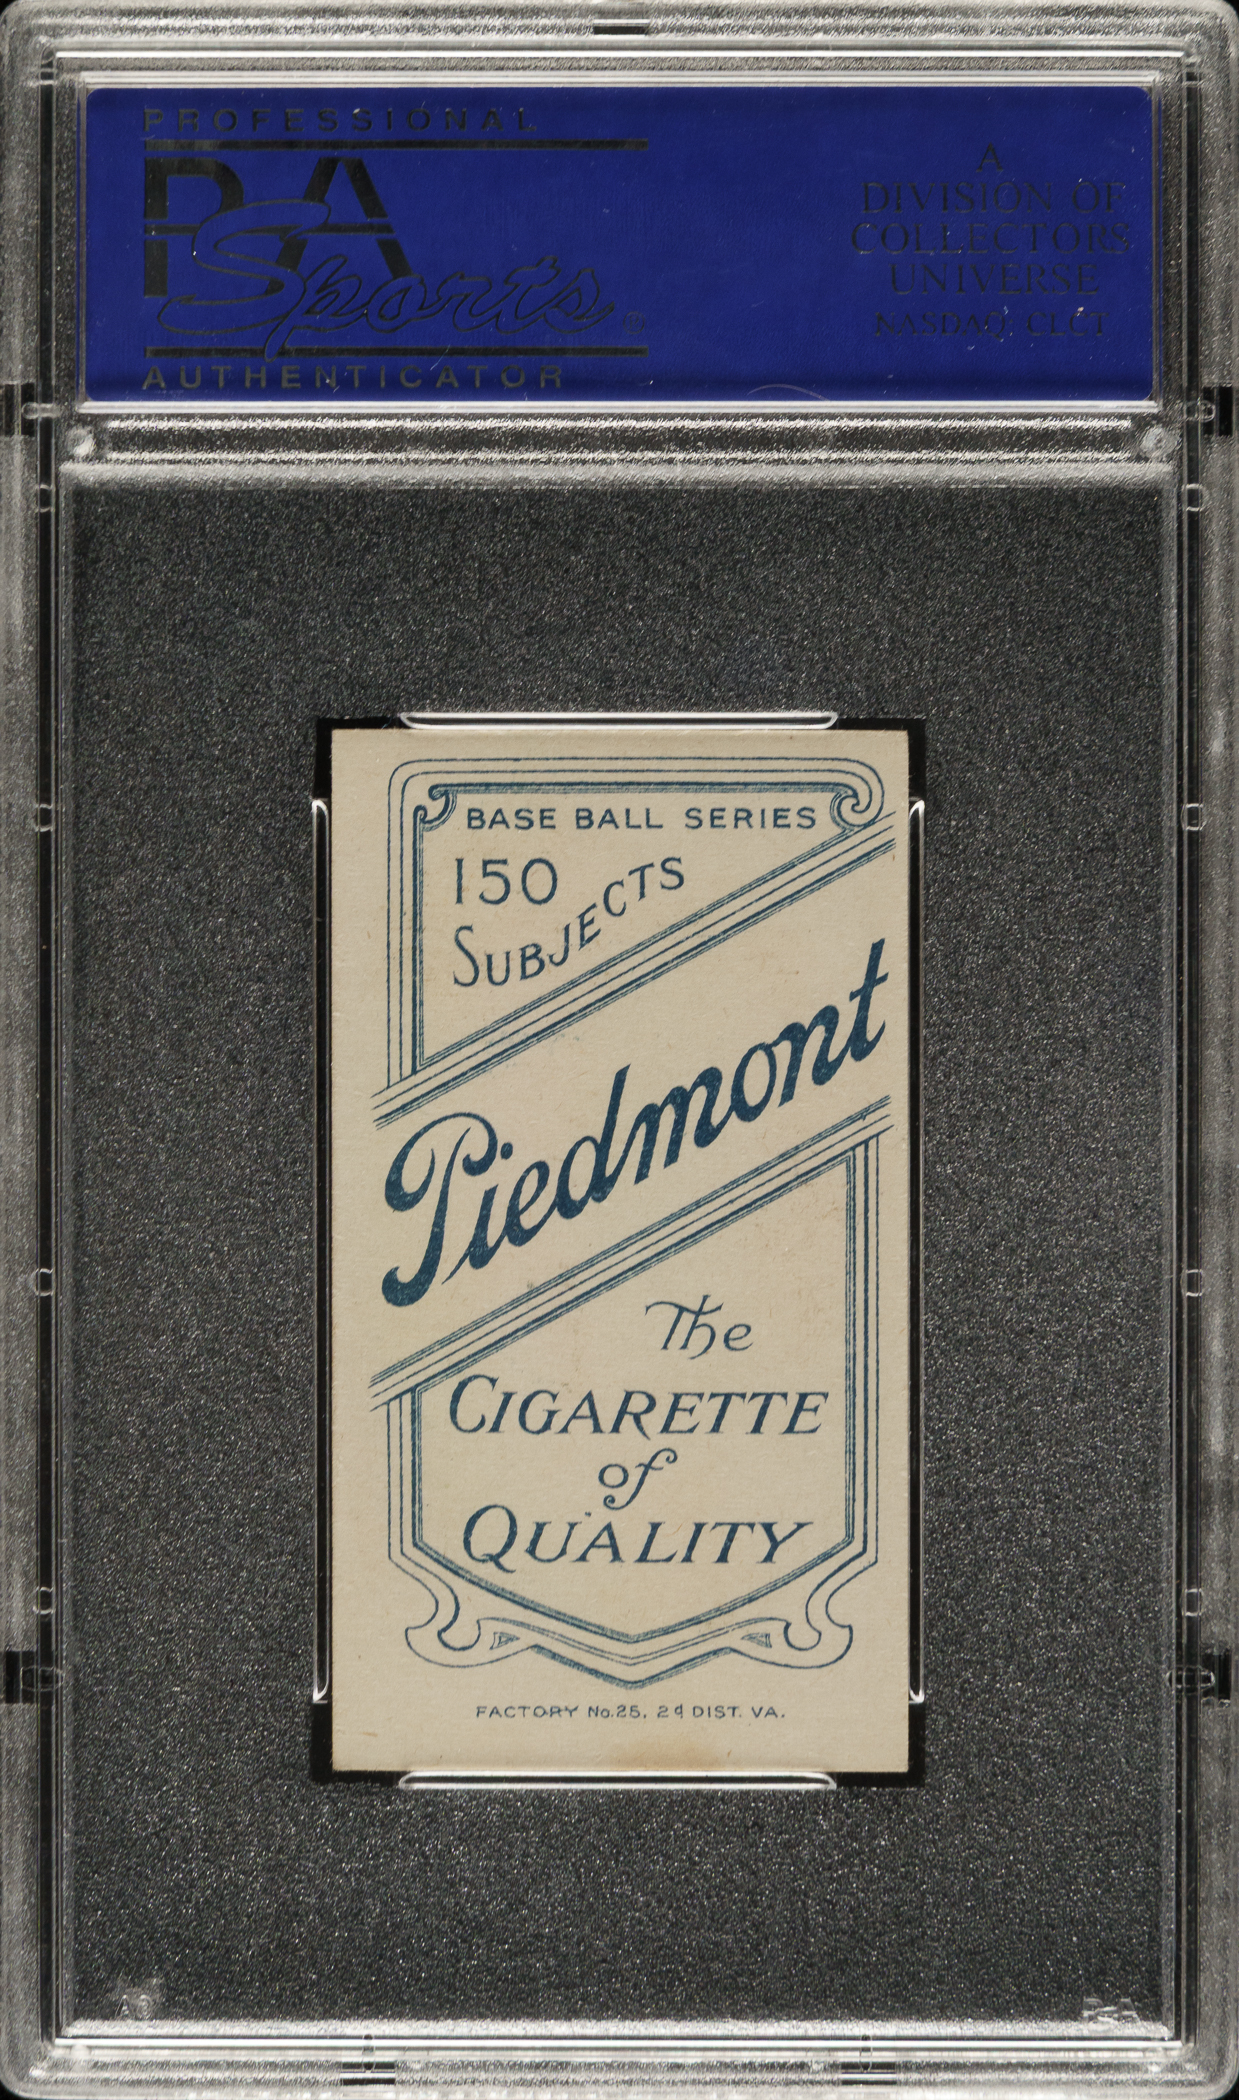 PROFESSIONAL
PSA
Sports®
AUTHENTICATOR
A
DIVISION OF
COLLECTORS
UNIVERSE
NASDAQ: CLCT
BASE BALL SERIES
150
SUBJECTS
Piedmont
The
CIGARETTE
of
QUALITY
FACTORY No. 25, 2d DIST. VA.
PSA